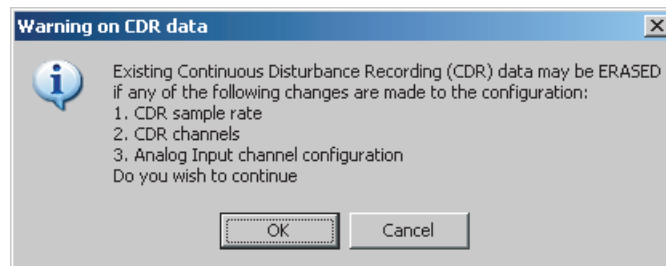 Warning on CDR data
Existing Continuous Disturbance Recording (CDR) data may be ERASED
if any of the following changes are made to the configuration:
1. CDR sample rate
2. CDR channels
3. Analog Input channel configuration
Do you wish to continue
OK Cancel